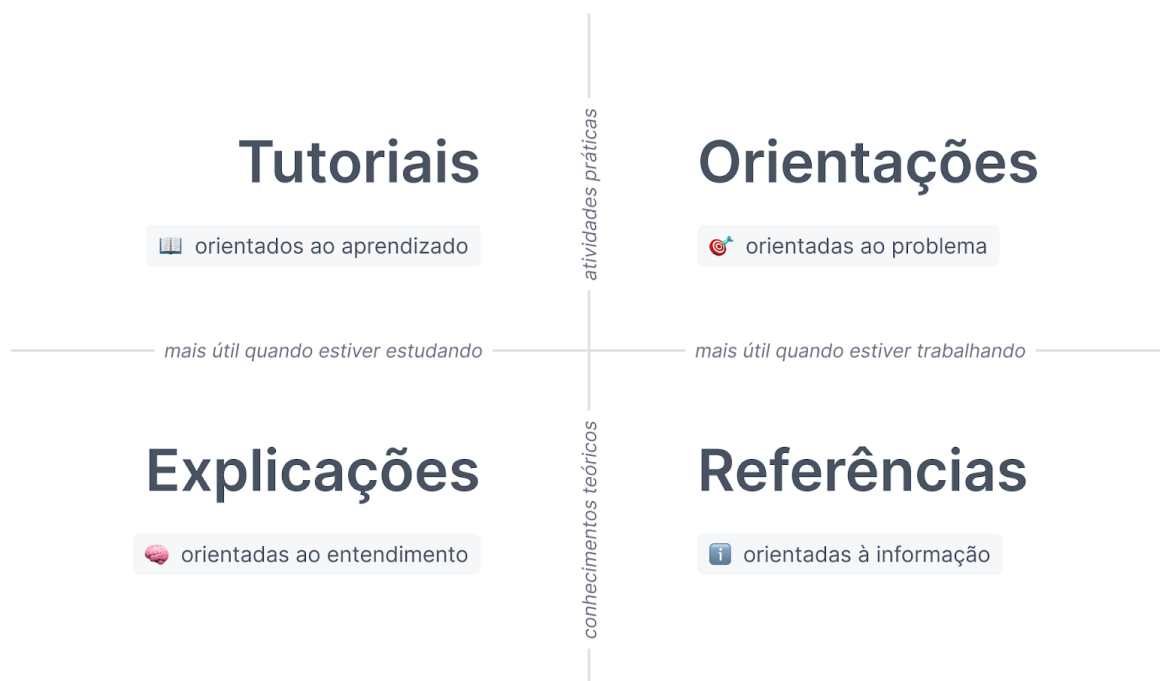 Tutoriais
orientados ao aprendizado
atividades práticas
Orientações
orientadas ao problema
mais útil quando estiver estudando
mais útil quando estiver trabalhando
Explicações
orientadas ao entendimento
conhecimentos teóricos
Referências
orientadas à informação